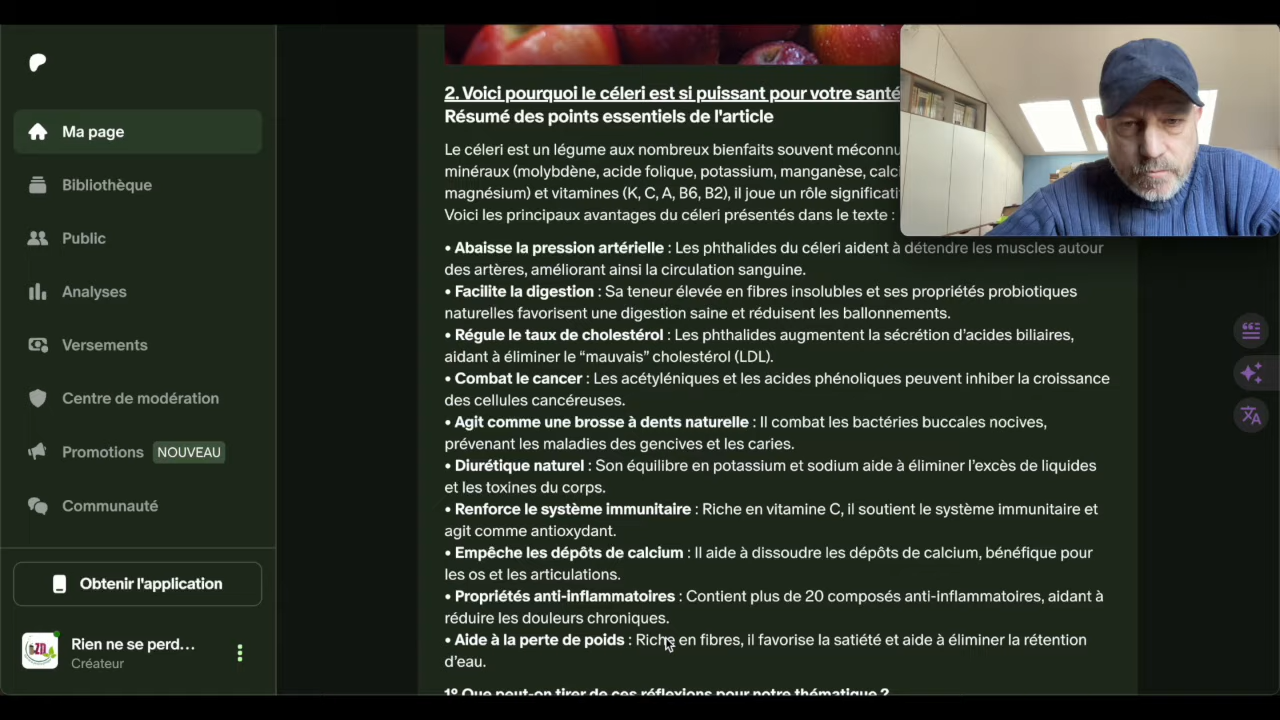 Ma page
Bibliothèque
Public
Analyses
Versements
Centre de modération
Promotions NOUVEAU
Communauté
Obtenir l'application
Rien ne se perd...
Créateur
2. Voici pourquoi le céleri est si puissant pour votre santé
Résumé des points essentiels de l'article
Le céleri est un légume aux nombreux bienfaits souvent
minéraux (molybdène, acide folique, potassium, manganèse,
magnésium) et vitamines (K, C, A, B6, B2), il joue un rôle
Voici les principaux avantages du céleri présentés dans le texte :
• Abaisse la pression artérielle : Les phthalides du céleri aident à détendre les muscles autour
des artères, améliorant ainsi la circulation sanguine.
• Facilite la digestion : Sa teneur élevée en fibres insolubles et ses propriétés probiotiques
naturelles favorisent une digestion saine et réduisent les ballonnements.
• Régule le taux de cholestérol : Les phthalides augmentent la sécrétion d'acides biliaires,
aidant à éliminer le “mauvais” cholestérol (LDL).
• Combat le cancer : Les acétyléniques et les acides phénoliques peuvent inhiber la croissance
des cellules cancéreuses.
• Agit comme une brosse à dents naturelle : Il combat les bactéries buccales nocives,
prévenant les maladies des gencives et les caries.
• Diurétique naturel : Son équilibre en potassium et sodium aide à éliminer l'excès de liquides
et les toxines du corps.
• Renforce le système immunitaire : Riche en vitamine C, il soutient le système immunitaire et
agit comme antioxydant.
• Empêche les dépôts de calcium : Il aide à dissoudre les dépôts de calcium, bénéfique pour
les os et les articulations.
• Propriétés anti-inflammatoires : Contient plus de 20 composés anti-inflammatoires, aidant à
réduire les douleurs chroniques.
• Aide à la perte de poids : Riche en fibres, il favorise la satiété et aide à éliminer la rétention
d'eau.
1° Que peut-on tirer de ces réflexions pour notre thématique ?